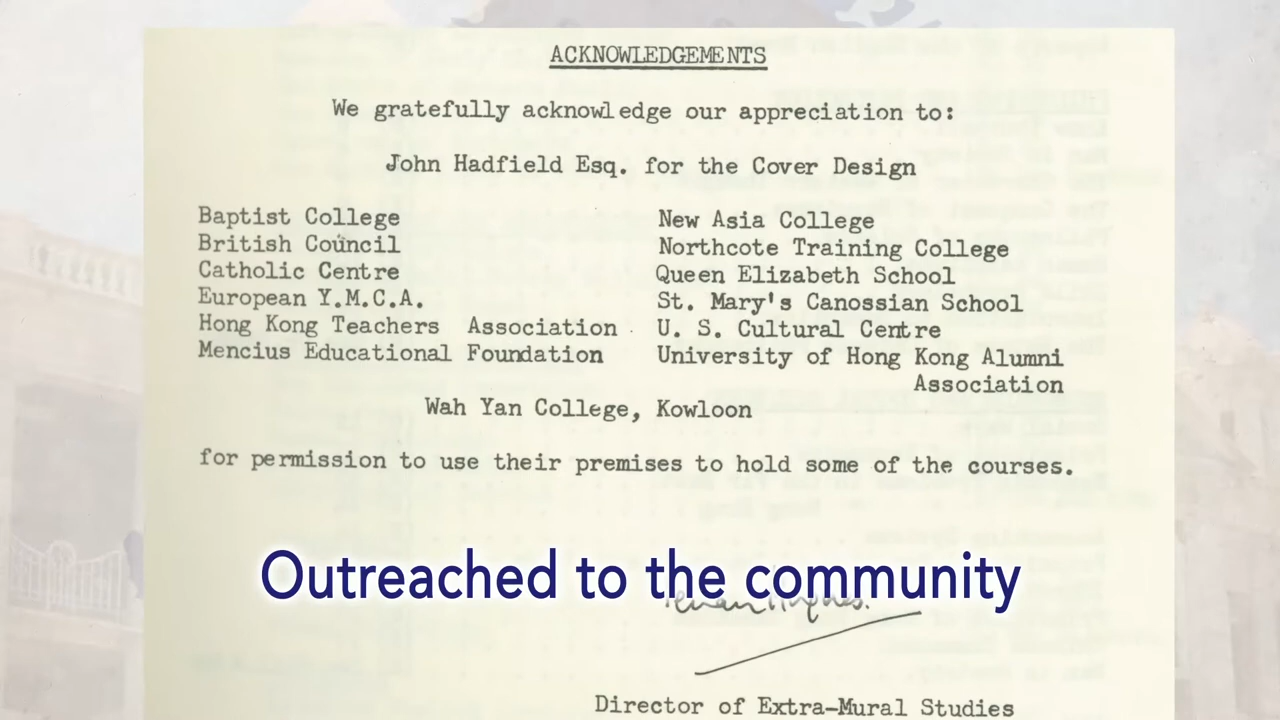 ACKNOWLEDGEMENTS
We gratefully acknowledge our appreciation to:
John Hadfield Esq. for the Cover Design
Baptist College
British Council
Catholic Centre
European Y.M.C.A.
Hong Kong Teachers Association
Mencius Educational Foundation
New Asia College
Northcote Training College
Queen Elizabeth School
St. Mary's Canossian School
U. S. Cultural Centre
University of Hong Kong Alumni
Association
Wah Yan College, Kowloon
for permission to use their premises to hold some of the courses.
Outreached to the community
Director of Extra-Mural Studies